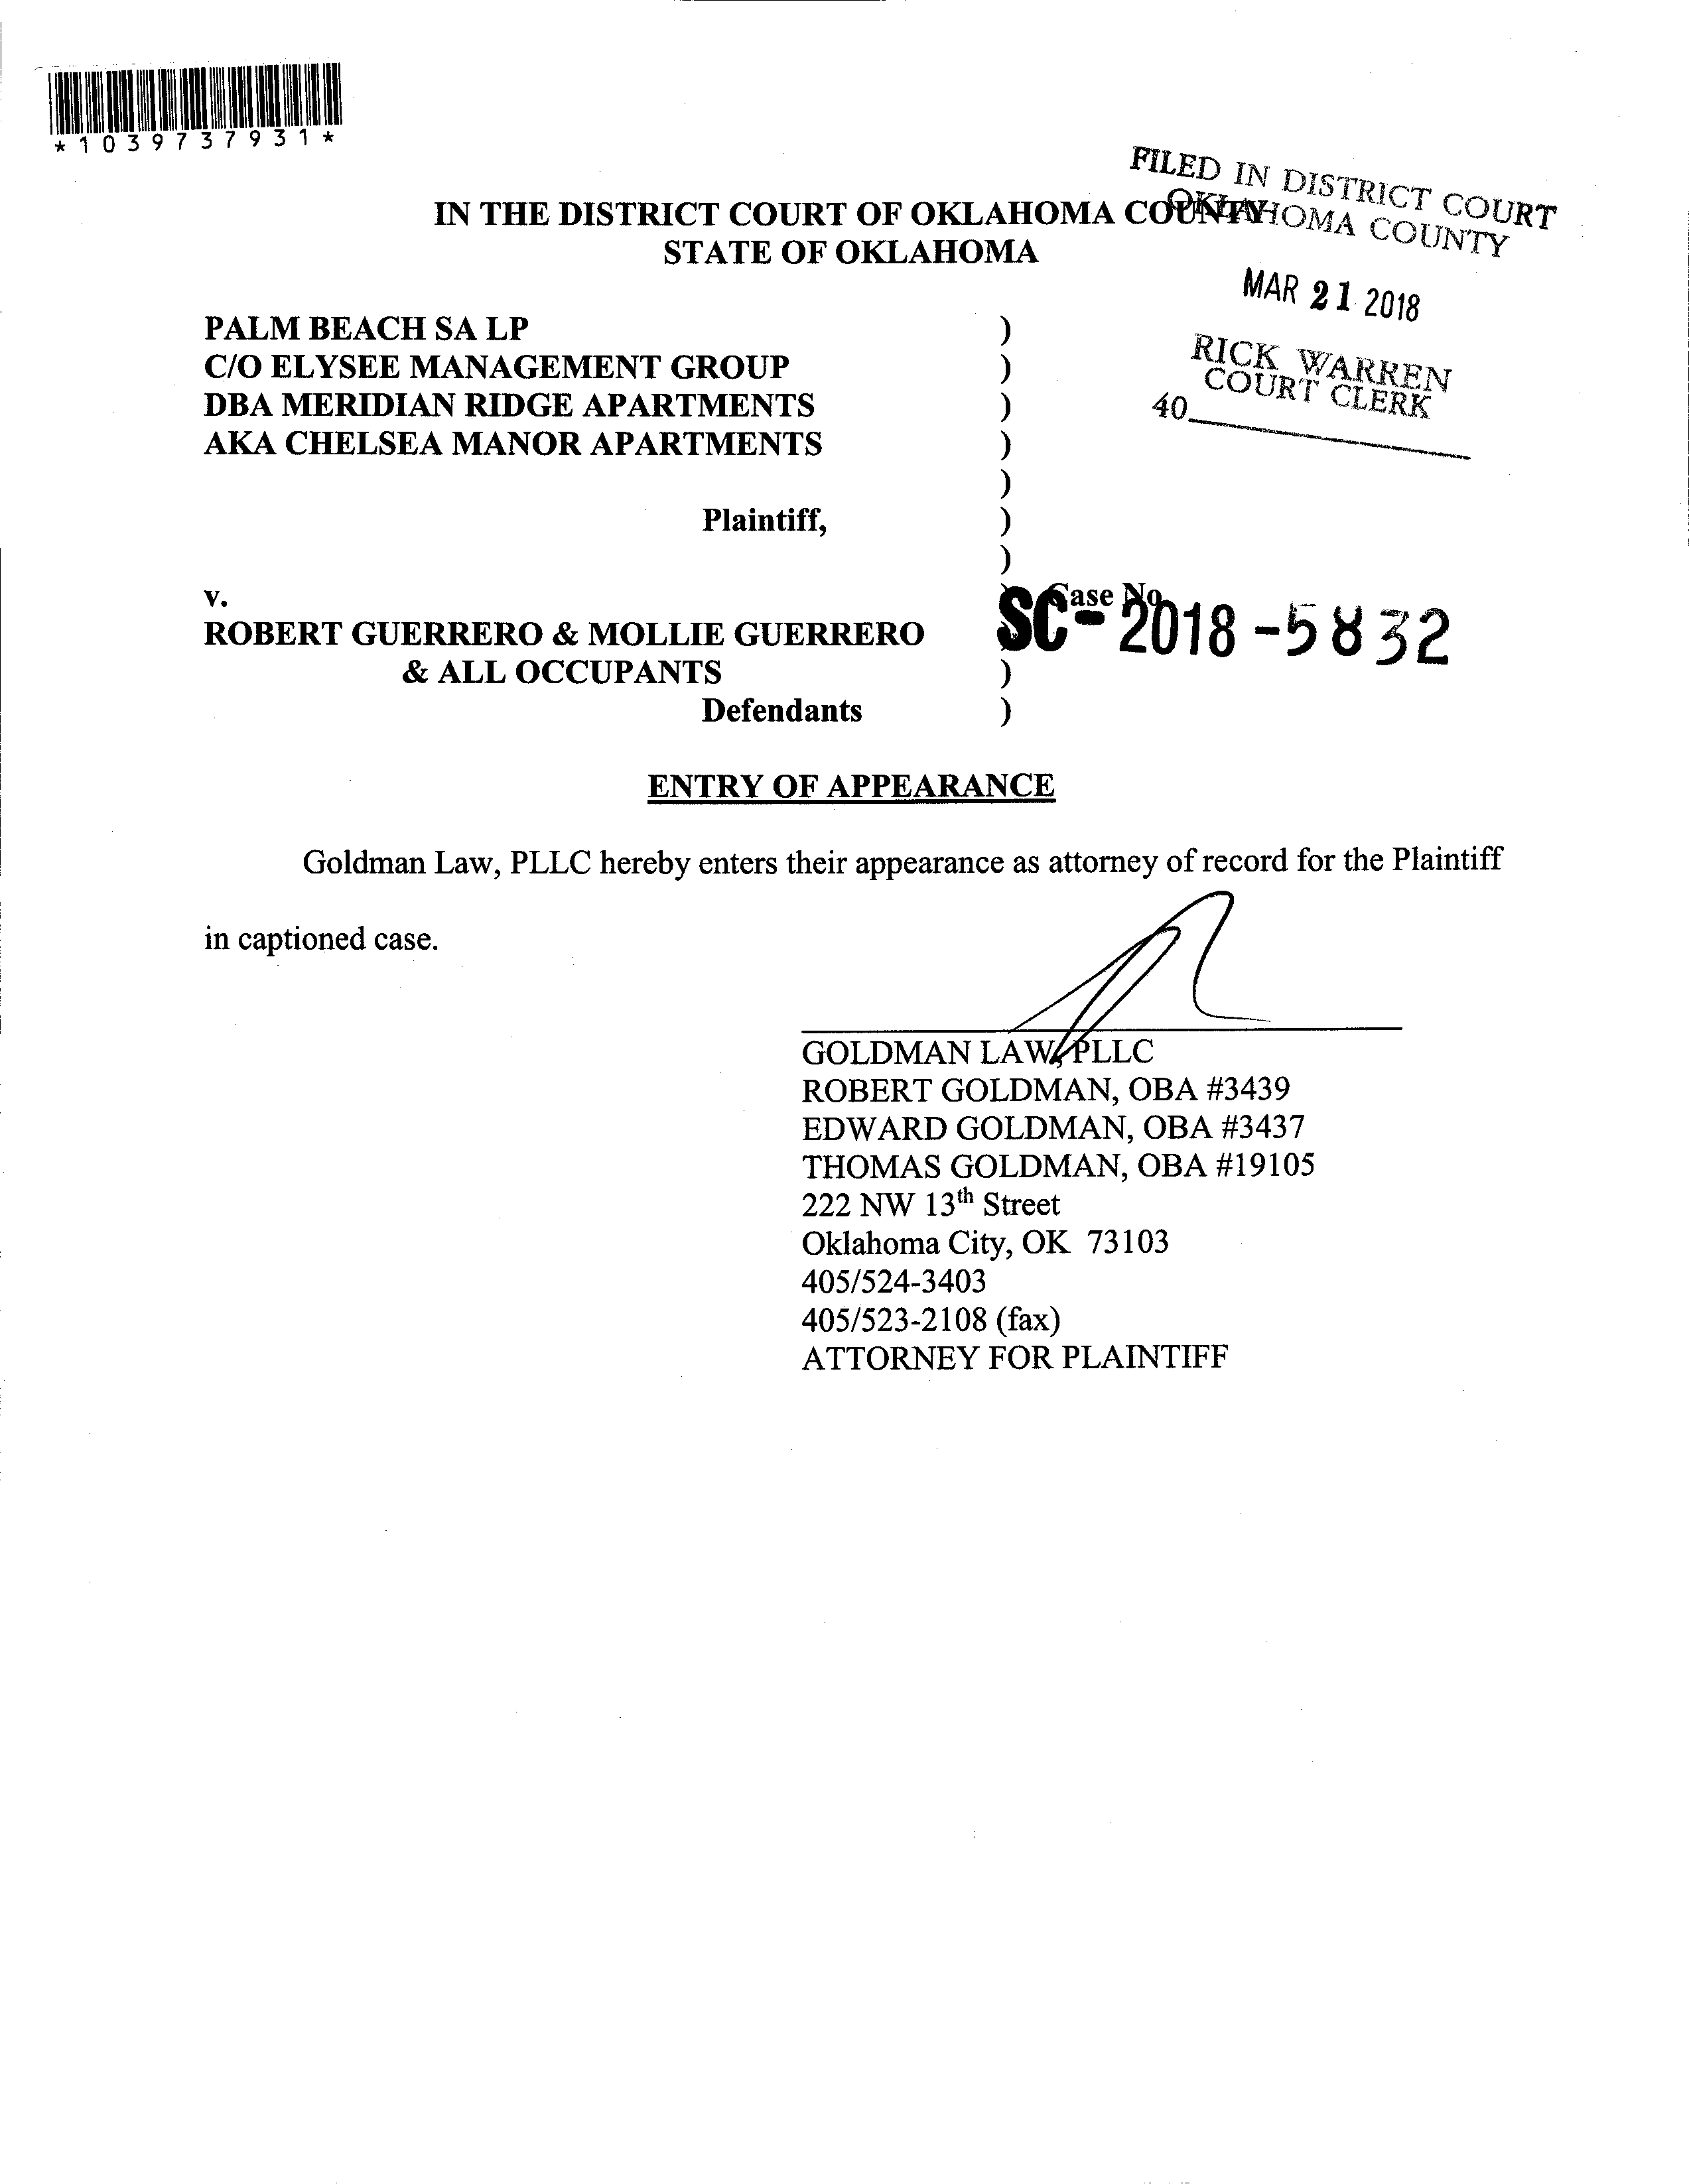 *1039737931*
FILED IN DISTRICT COURT
OKLAHOMA COUNTY
IN THE DISTRICT COURT OF OKLAHOMA COUNTY
STATE OF OKLAHOMA
MAR 21 2018
RICK WARREN
COURT CLERK
40
PALM BEACH SA LP )
C/O ELYSEE MANAGEMENT GROUP )
DBA MERIDIAN RIDGE APARTMENTS )
AKA CHELSEA MANOR APARTMENTS )
)
Plaintiff, )
)
v. ) Case No.
SC-2018-5832
ROBERT GUERRERO & MOLLIE GUERRERO
& ALL OCCUPANTS )
Defendants )
ENTRY OF APPEARANCE
Goldman Law, PLLC hereby enters their appearance as attorney of record for the Plaintiff
in captioned case.
GOLDMAN LAW, PLLC
ROBERT GOLDMAN, OBA #3439
EDWARD GOLDMAN, OBA #3437
THOMAS GOLDMAN, OBA #19105
222 NW 13th Street
Oklahoma City, OK 73103
405/524-3403
405/523-2108 (fax)
ATTORNEY FOR PLAINTIFF